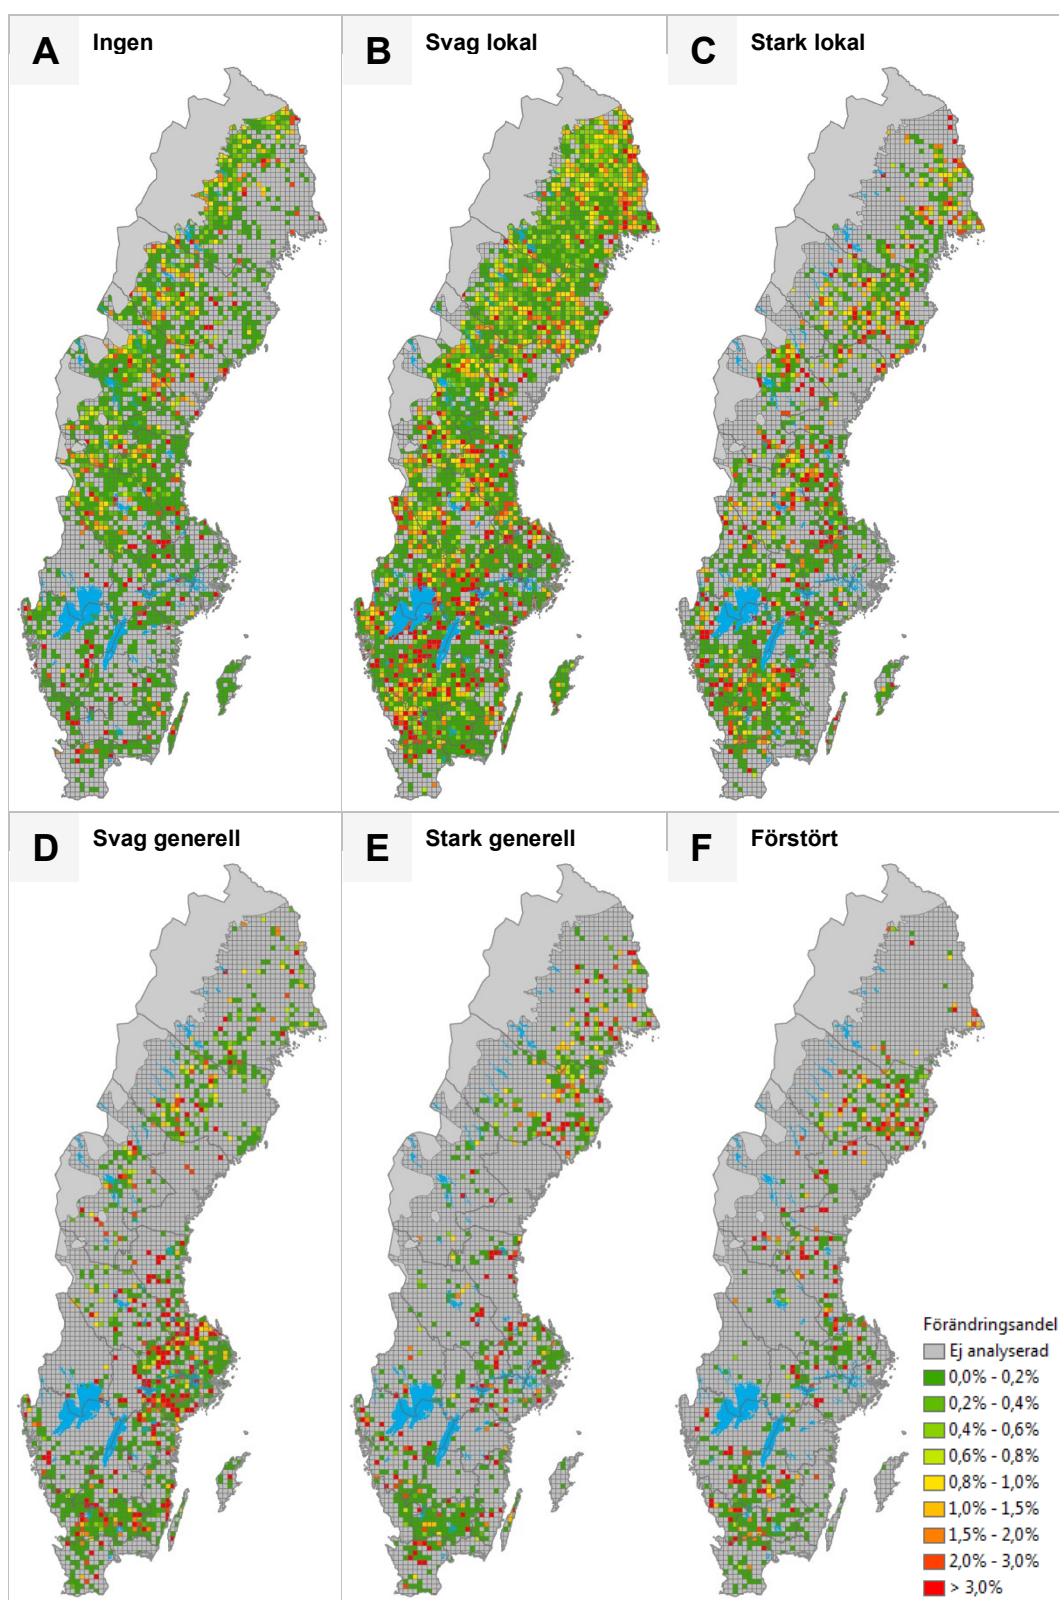 A Ingen
B Svag lokal
C Stark lokal
D Svag generell
E Stark generell
F Förstört
Förändringsandel
Ej analyserad
0,0% - 0,2%
0,2% - 0,4%
0,4% - 0,6%
0,6% - 0,8%
0,8% - 1,0%
1,0% - 1,5%
1,5% - 2,0%
2,0% - 3,0%
> 3,0%